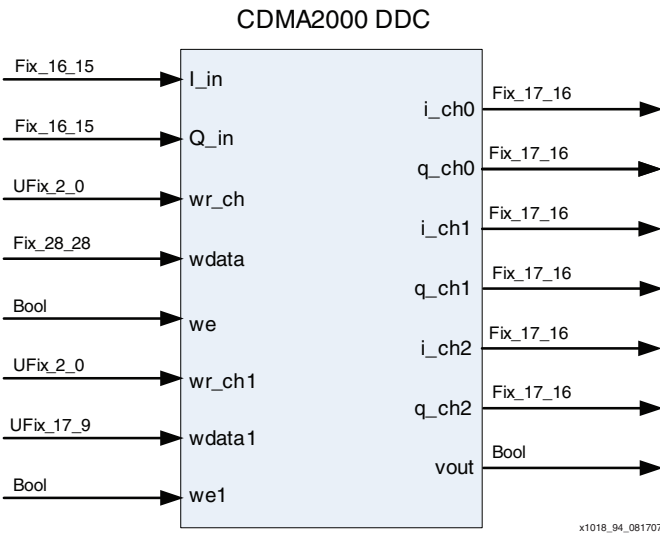 CDMA2000 DDC
Fix_16_15
I_in
Fix_16_15
Q_in
UFix_2_0
wr_ch
Fix_28_28
wdata
Bool
we
UFix_2_0
wr_ch1
UFix_17_9
wdata1
Bool
we1
i_ch0
Fix_17_16
q_ch0
Fix_17_16
i_ch1
Fix_17_16
q_ch1
Fix_17_16
i_ch2
Fix_17_16
q_ch2
Fix_17_16
vout
Bool
x1018_94_081707